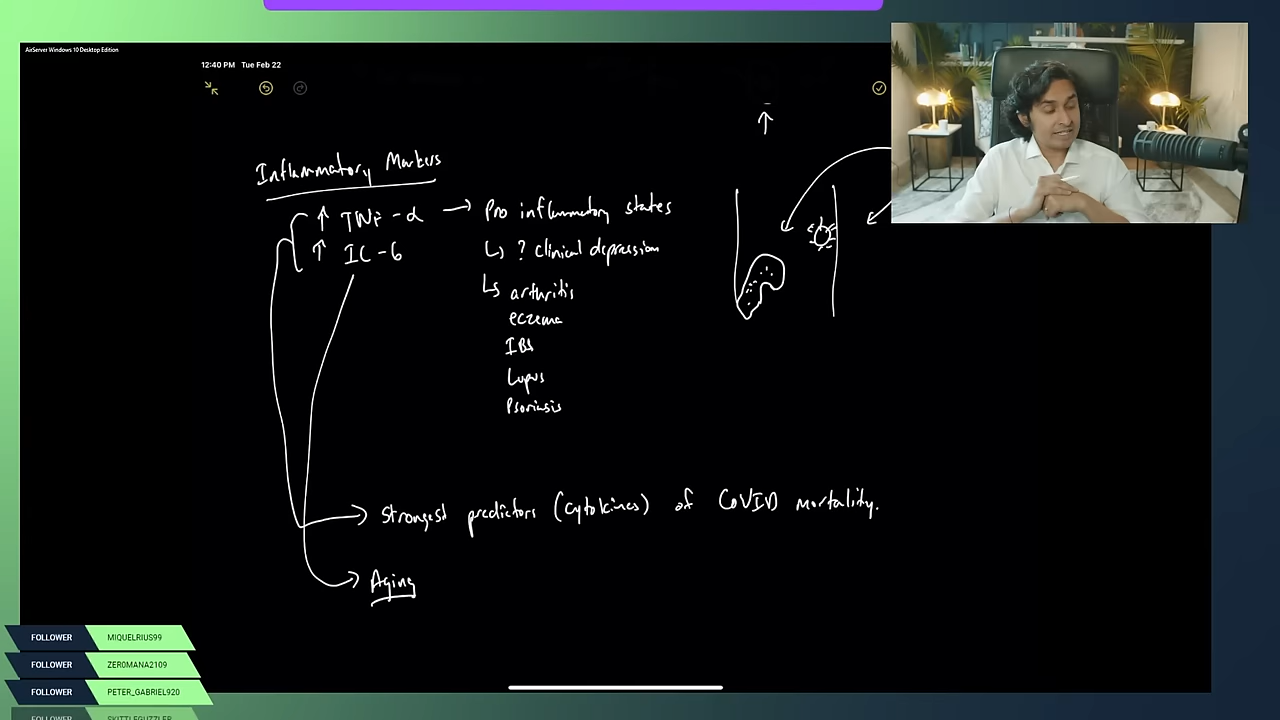 AirServer Windows 10 Desktop Edition
12:40 PM Tue Feb 22
Inflammatory Markers
↑ TNF-α → Pro inflammatory states
↑ IL-6
↳ ? clinical depression
↳ arthritis
eczema
IBS
Lupus
Psoriasis
→ Strongest predictors (cytokines) of COVID mortality.
→ Aging
FOLLOWER MIQUELRIUS99
FOLLOWER ZER0MANA2109
FOLLOWER PETER_GABRIEL920
FOLLOWER